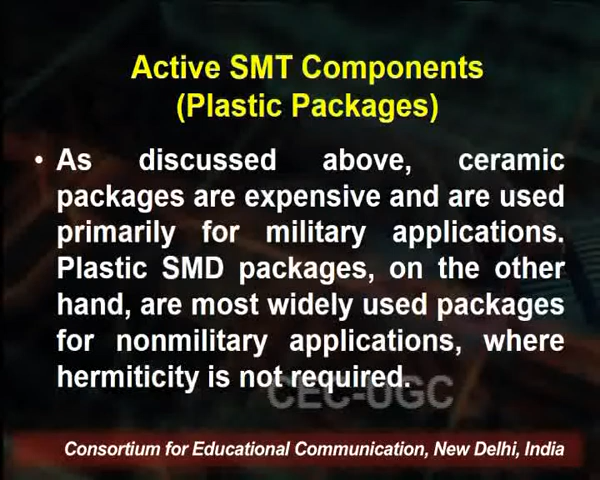 Active SMT Components
(Plastic Packages)
• As discussed above, ceramic
packages are expensive and are used
primarily for military applications.
Plastic SMD packages, on the other
hand, are most widely used packages
for nonmilitary applications, where
hermiticity is not required.
CEC-UGC
Consortium for Educational Communication, New Delhi, India